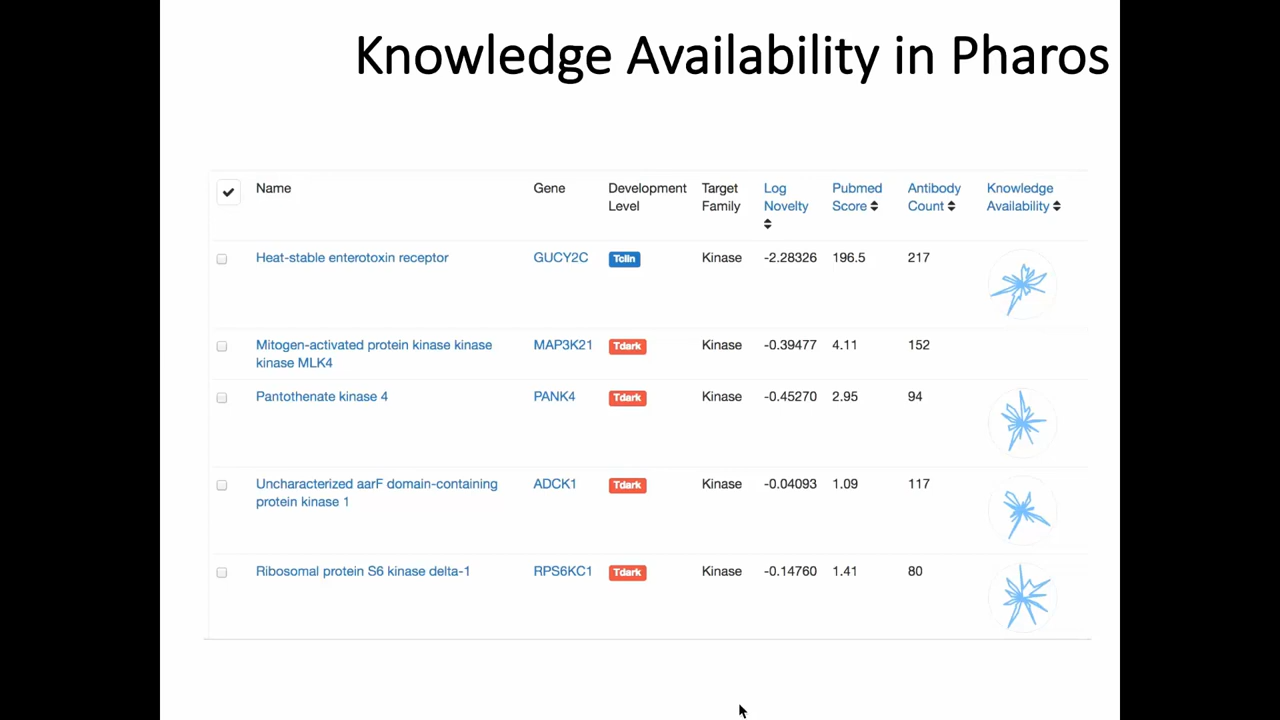 Knowledge Availability in Pharos
Name Gene Development Level Target Family Log Novelty Pubmed Score Antibody Count Knowledge Availability
Heat-stable enterotoxin receptor GUCY2C Tclin Kinase -2.28326 196.5 217
Mitogen-activated protein kinase kinase kinase MLK4 MAP3K21 Tdark Kinase -0.39477 4.11 152
Pantothenate kinase 4 PANK4 Tdark Kinase -0.45270 2.95 94
Uncharacterized aarF domain-containing protein kinase 1 ADCK1 Tdark Kinase -0.04093 1.09 117
Ribosomal protein S6 kinase delta-1 RPS6KC1 Tdark Kinase -0.14760 1.41 80